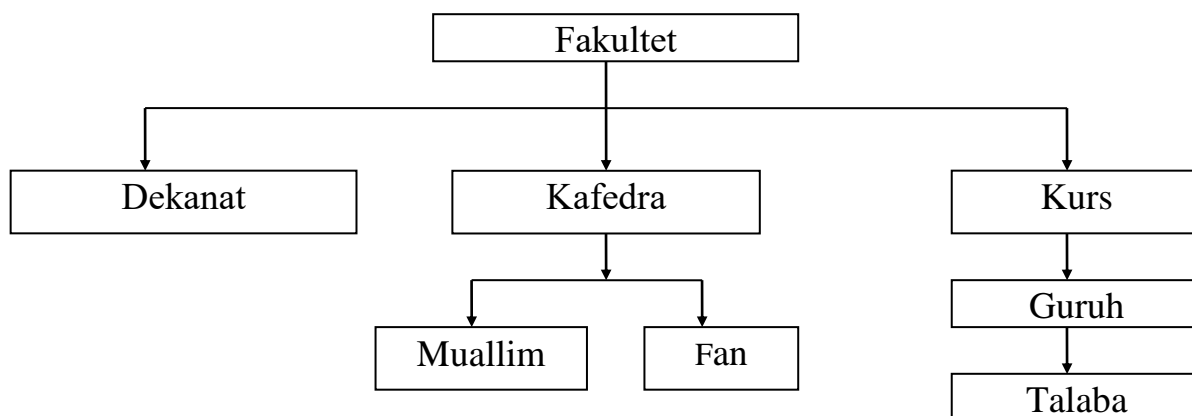 Fakultet
Dekanat
Kafedra
Kurs
Muallim
Fan
Guruh
Talaba